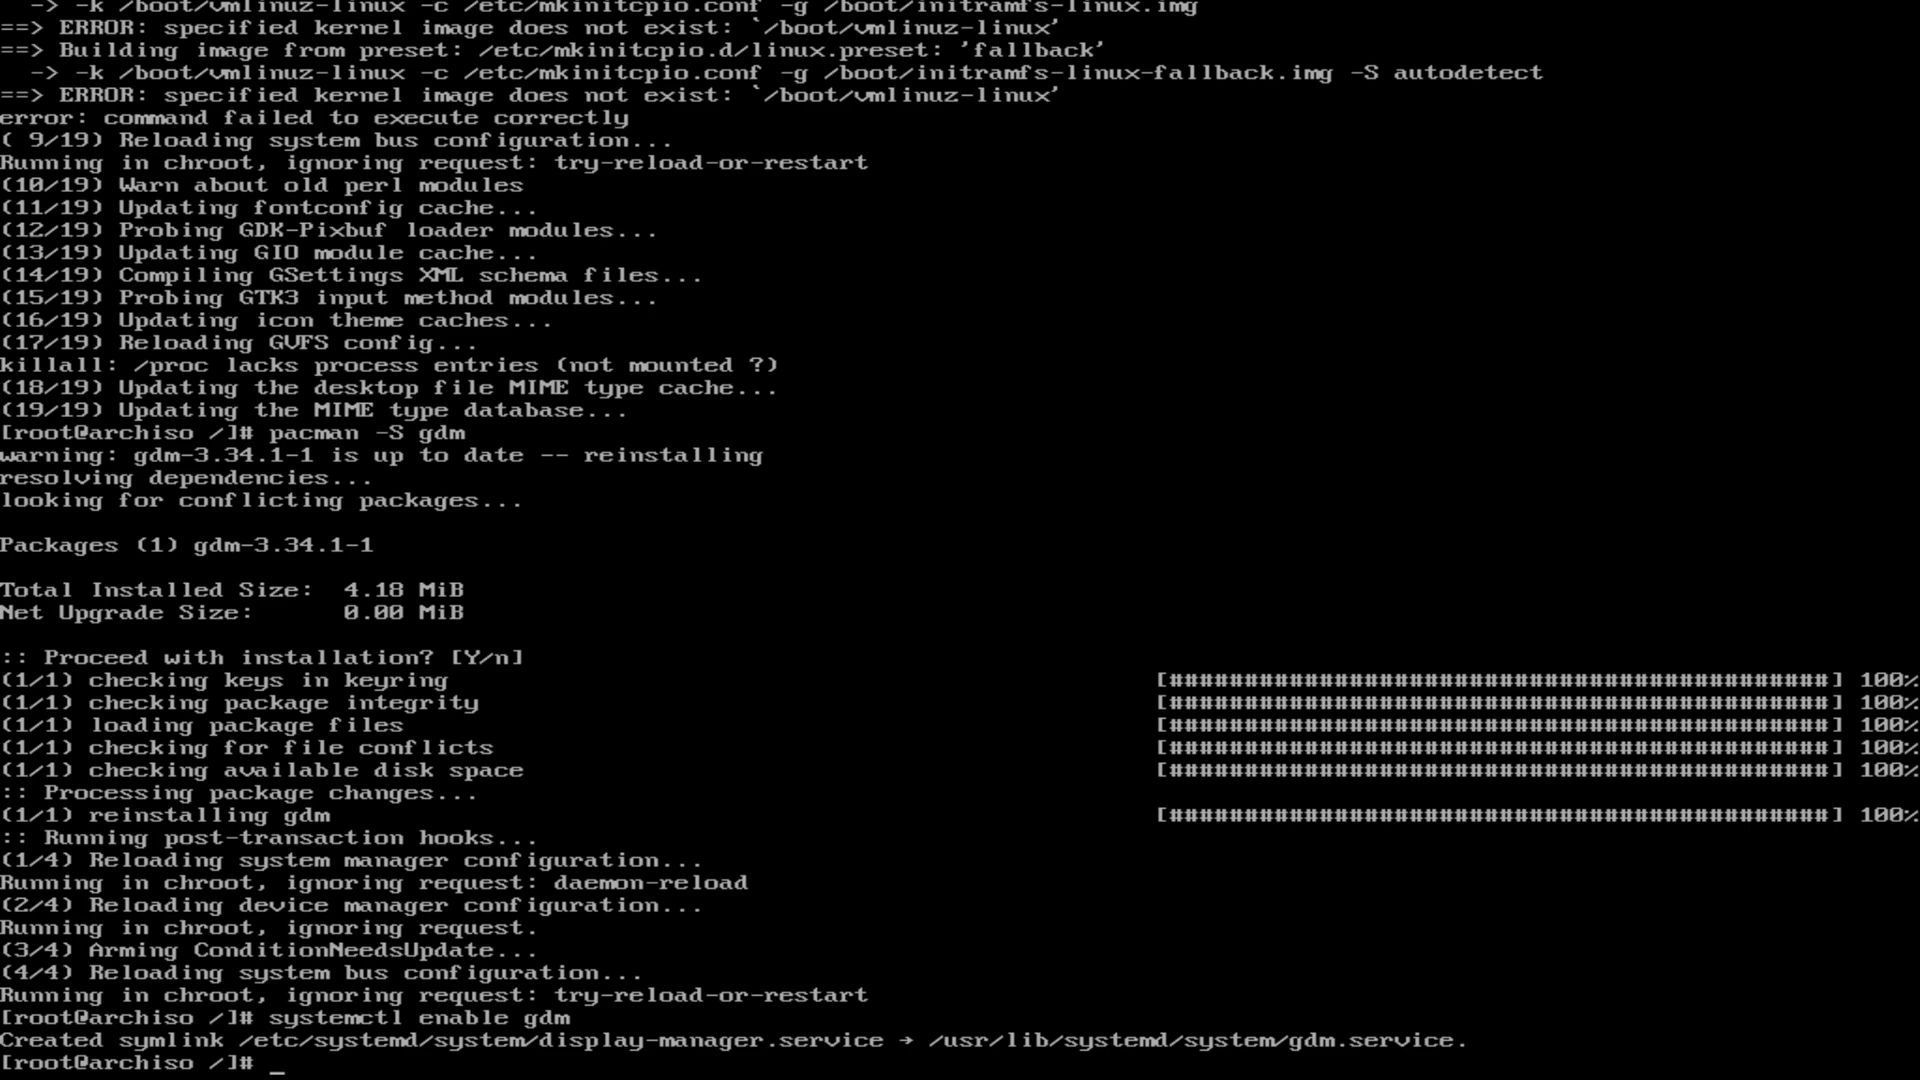 -> -k /boot/vmlinuz-linux -c /etc/mkinitcpio.conf -g /boot/initramfs-linux.img
==> ERROR: specified kernel image does not exist: `/boot/vmlinuz-linux'
==> Building image from preset: /etc/mkinitcpio.d/linux.preset: 'fallback'
  -> -k /boot/vmlinuz-linux -c /etc/mkinitcpio.conf -g /boot/initramfs-linux-fallback.img -S autodetect
==> ERROR: specified kernel image does not exist: `/boot/vmlinuz-linux'
error: command failed to execute correctly
( 9/19) Reloading system bus configuration...
Running in chroot, ignoring request: try-reload-or-restart
(10/19) Warn about old perl modules
(11/19) Updating fontconfig cache...
(12/19) Probing GDK-Pixbuf loader modules...
(13/19) Updating GIO module cache...
(14/19) Compiling GSettings XML schema files...
(15/19) Probing GTK3 input method modules...
(16/19) Updating icon theme caches...
(17/19) Reloading GVFS config...
killall: /proc lacks process entries (not mounted ?)
(18/19) Updating the desktop file MIME type cache...
(19/19) Updating the MIME type database...
[root@archiso /]# pacman -S gdm
warning: gdm-3.34.1-1 is up to date -- reinstalling
resolving dependencies...
looking for conflicting packages...

Packages (1) gdm-3.34.1-1

Total Installed Size:  4.18 MiB
Net Upgrade Size:      0.00 MiB

:: Proceed with installation? [Y/n]
(1/1) checking keys in keyring [############################################] 100%
(1/1) checking package integrity [############################################] 100%
(1/1) loading package files [############################################] 100%
(1/1) checking for file conflicts [############################################] 100%
(1/1) checking available disk space [############################################] 100%
:: Processing package changes...
(1/1) reinstalling gdm [############################################] 100%
:: Running post-transaction hooks...
(1/4) Reloading system manager configuration...
Running in chroot, ignoring request: daemon-reload
(2/4) Reloading device manager configuration...
Running in chroot, ignoring request.
(3/4) Arming ConditionNeedsUpdate...
(4/4) Reloading system bus configuration...
Running in chroot, ignoring request: try-reload-or-restart
[root@archiso /]# systemctl enable gdm
Created symlink /etc/systemd/system/display-manager.service → /usr/lib/systemd/system/gdm.service.
[root@archiso /]# _